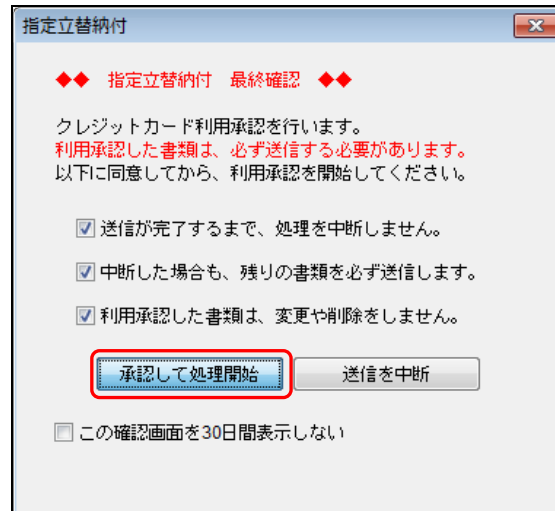 指定立替納付
◆◆ 指定立替納付 最終確認 ◆◆
クレジットカード利用承認を行います。
利用承認した書類は、必ず送信する必要があります。
以下に同意してから、利用承認を開始してください。
送信が完了するまで、処理を中断しません。
中断した場合も、残りの書類を必ず送信します。
利用承認した書類は、変更や削除をしません。
承認して処理開始 送信を中断
この確認画面を30日間表示しない